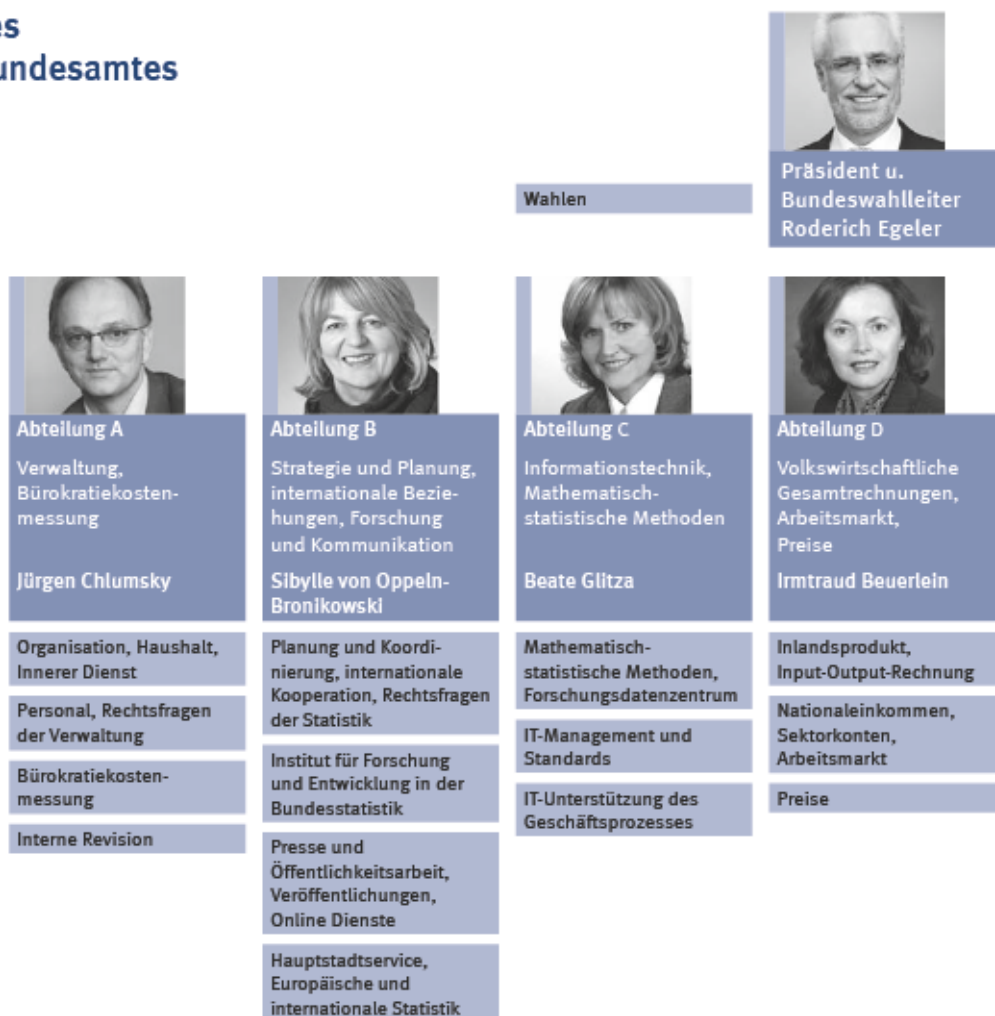 es
undesamtes
Präsident u.
Bundeswahlleiter
Roderich Egeler
Wahlen
Abteilung A
Verwaltung,
Bürokratiekosten-
messung
Jürgen Chlumsky
Organisation, Haushalt,
Innerer Dienst
Personal, Rechtsfragen
der Verwaltung
Bürokratiekosten-
messung
Interne Revision
Abteilung B
Strategie und Planung,
internationale Bezie-
hungen, Forschung
und Kommunikation
Sibylle von Oppeln-
Bronikowski
Planung und Koordi-
nierung, internationale
Kooperation, Rechtsfragen
der Statistik
Institut für Forschung
und Entwicklung in der
Bundesstatistik
Presse und
Öffentlichkeitsarbeit,
Veröffentlichungen,
Online Dienste
Hauptstadtservice,
Europäische und
internationale Statistik
Abteilung C
Informationstechnik,
Mathematisch-
statistische Methoden
Beate Glitza
Mathematisch-
statistische Methoden,
Forschungsdatenzentrum
IT-Management und
Standards
IT-Unterstützung des
Geschäftsprozesses
Abteilung D
Volkswirtschaftliche
Gesamtrechnungen,
Arbeitsmarkt,
Preise
Irmtraud Beuerlein
Inlandsprodukt,
Input-Output-Rechnung
Nationaleinkommen,
Sektorkonten,
Arbeitsmarkt
Preise